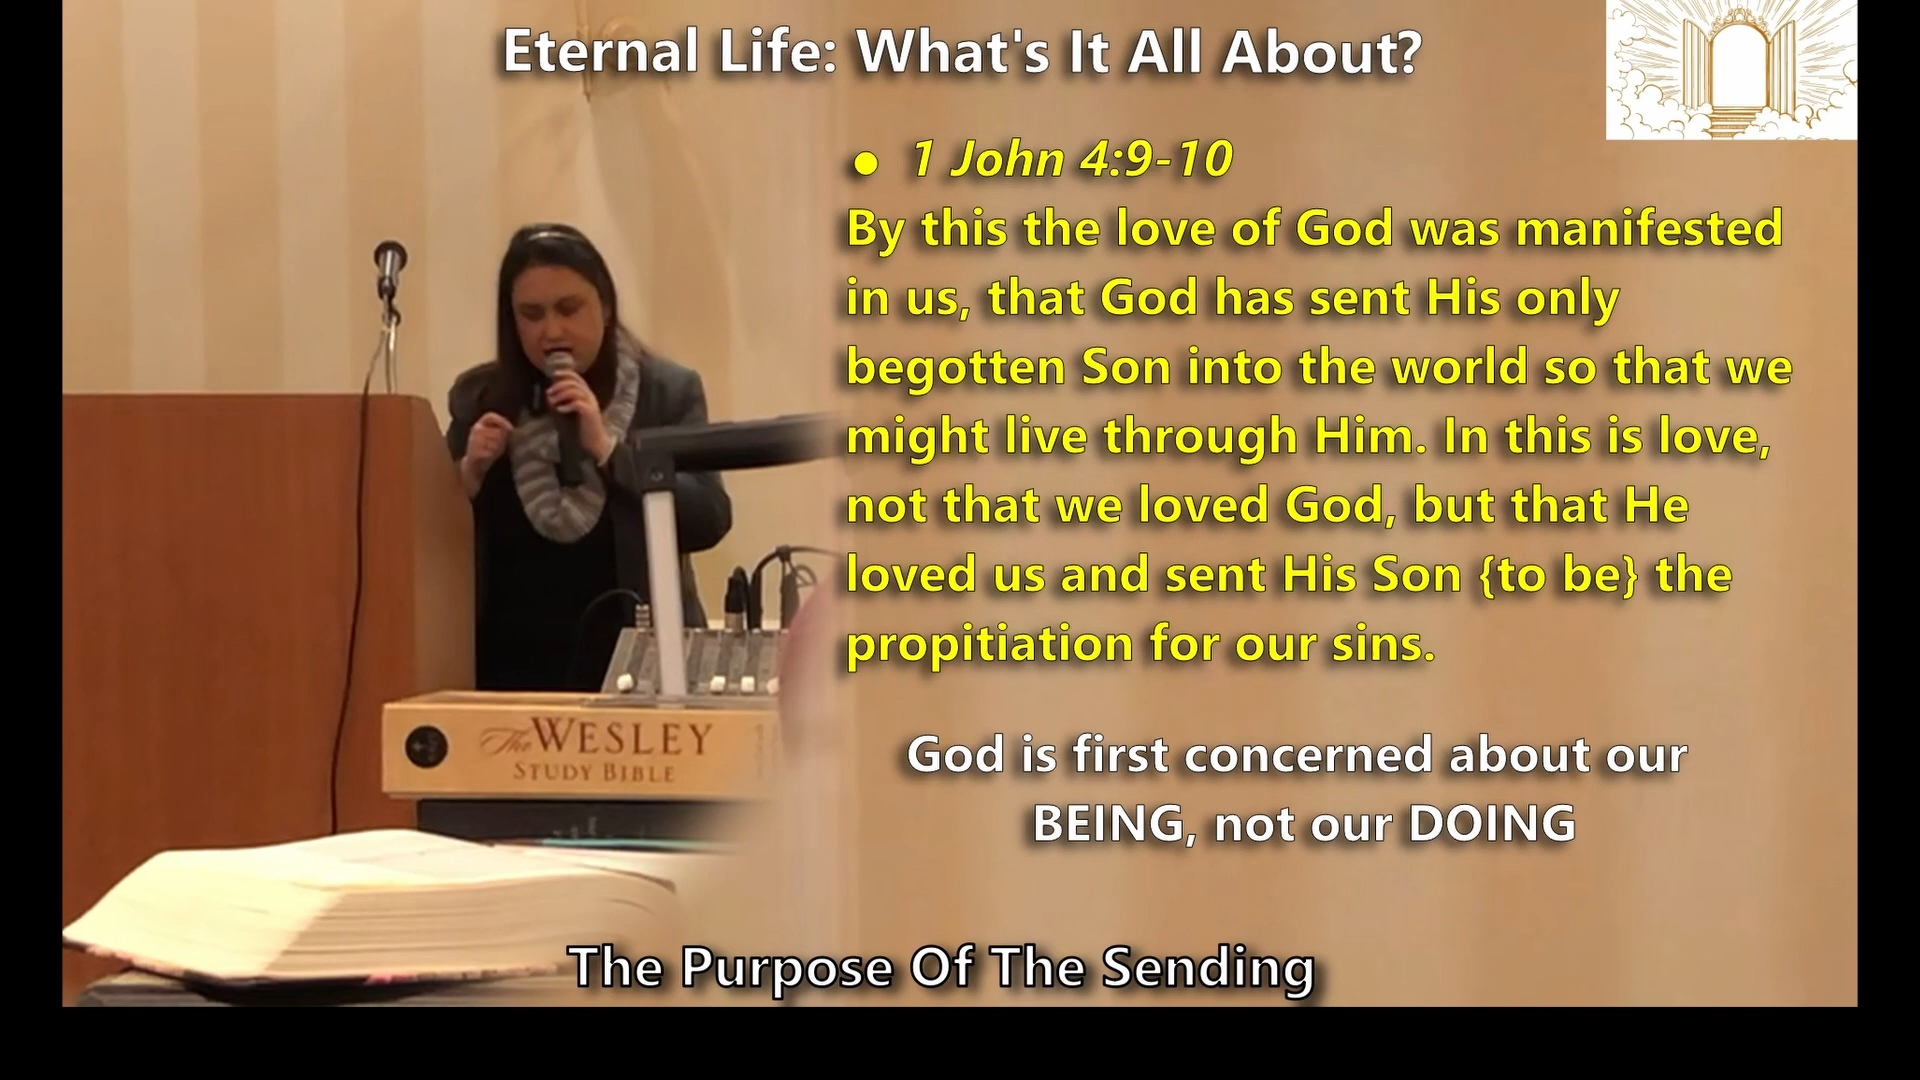 Eternal Life: What's It All About?
● 1 John 4:9-10
By this the love of God was manifested
in us, that God has sent His only
begotten Son into the world so that we
might live through Him. In this is love,
not that we loved God, but that He
loved us and sent His Son {to be} the
propitiation for our sins.
God is first concerned about our
BEING, not our DOING
The WESLEY
STUDY BIBLE
The Purpose Of The Sending